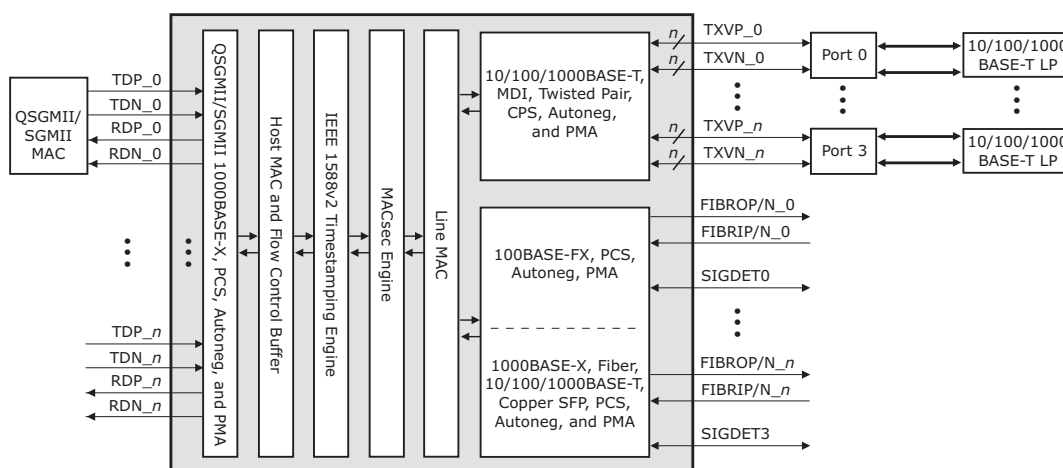 QSGMII/
SGMII
MAC
TDP_0
TDN_0
RDP_0
RDN_0
TDP_n
TDN_n
RDP_n
RDN_n
QSGMII/SGMII 1000BASE-X, PCS, Autoneg, and PMA
Host MAC and
Flow Control Buffer
IEEE 1588v2 Timestamping Engine
MACsec Engine
Line MAC
10/100/1000BASE-T,
MDI, Twisted Pair,
CPS, Autoneg,
and PMA
100BASE-FX, PCS,
Autoneg, PMA
1000BASE-X, Fiber,
10/100/1000BASE-T,
Copper SFP, PCS,
Autoneg, and PMA
n TXVP_0
n TXVN_0
n TXVP_n
n TXVN_n
Port 0
Port 3
10/100/1000
BASE-T LP
10/100/1000
BASE-T LP
FIBROP/N_0
FIBRIP/N_0
SIGDET0
FIBROP/N_n
FIBRIP/N_n
SIGDET3